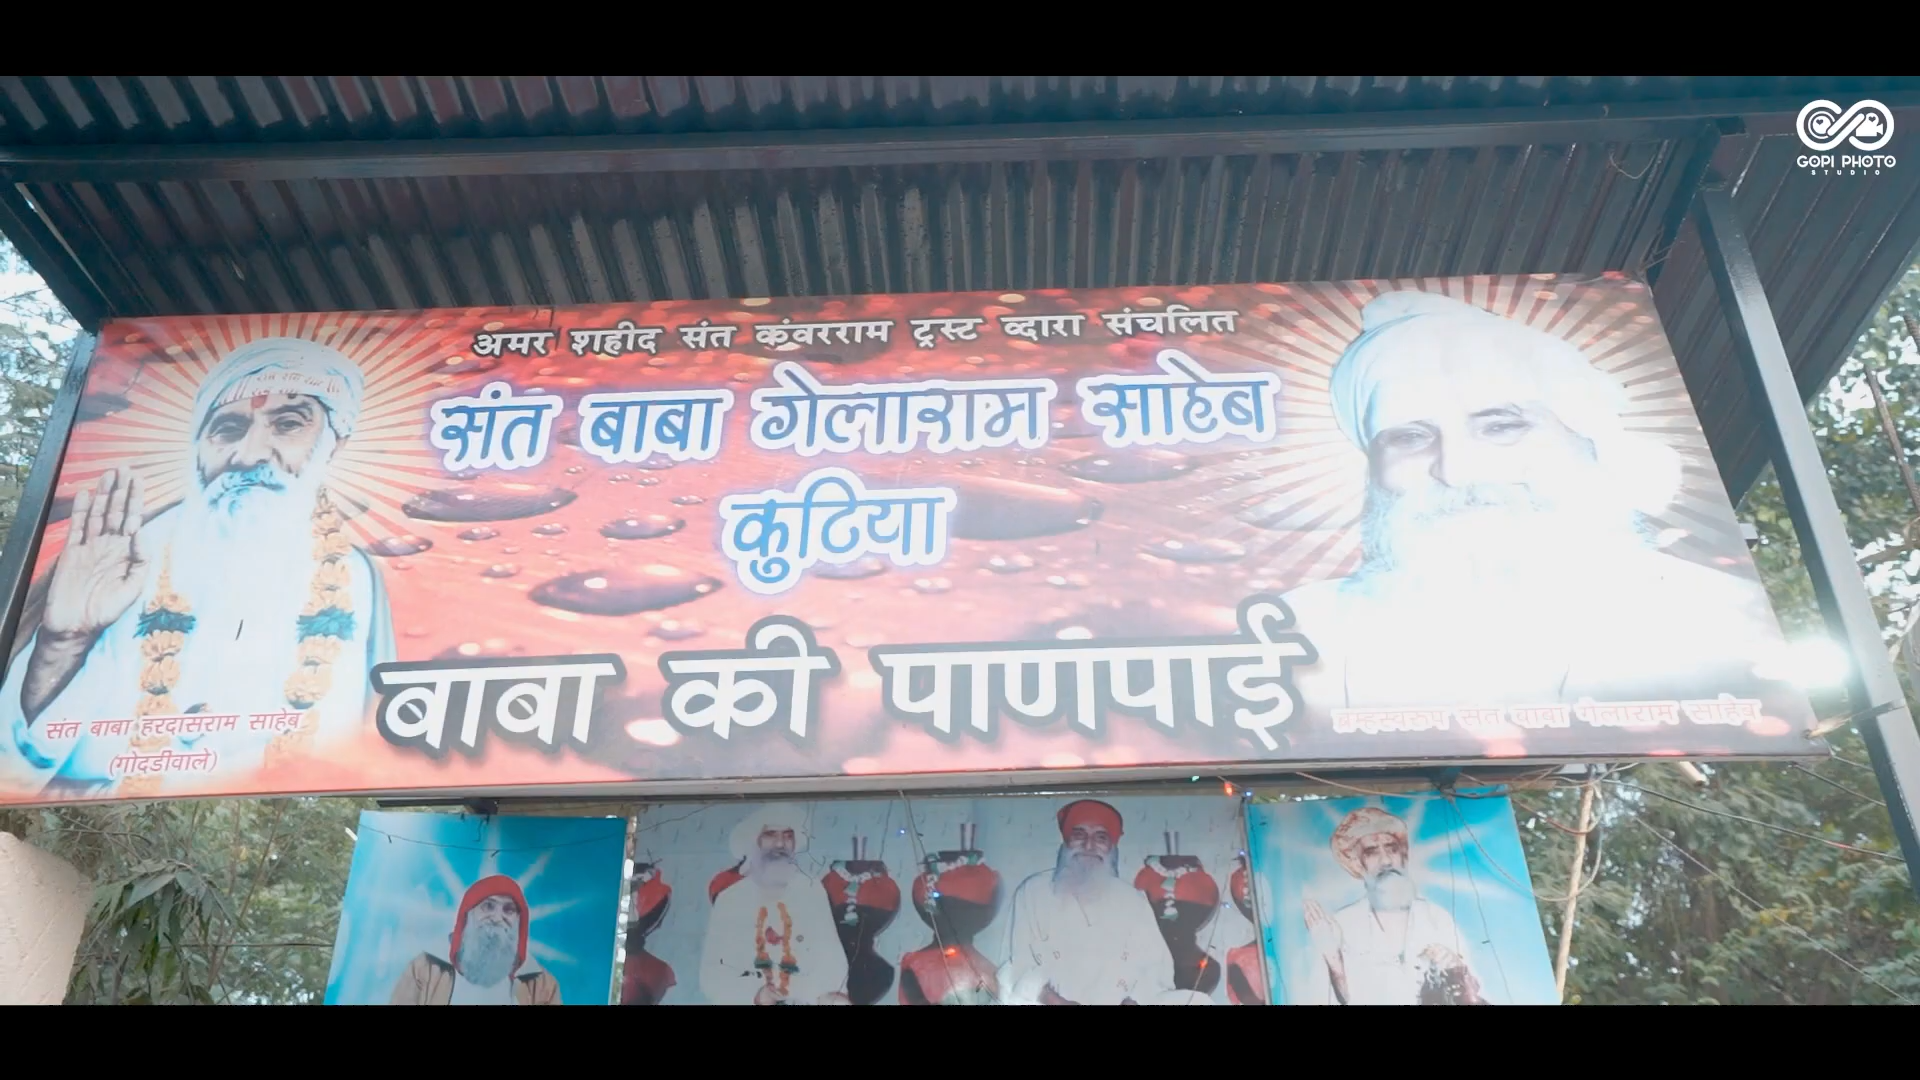 GOPI PHOTO
STUDIO
अमर शहीद संत कंवरराम ट्रस्ट व्दारा संचलित
संत बाबा गेलाराम साहेब
कुटिया
बाबा की पाणपाई
संत बाबा हरदासराम साहेब
(गोदडीवाले)
ब्रम्हस्वरुप संत बाबा गेलाराम साहेब